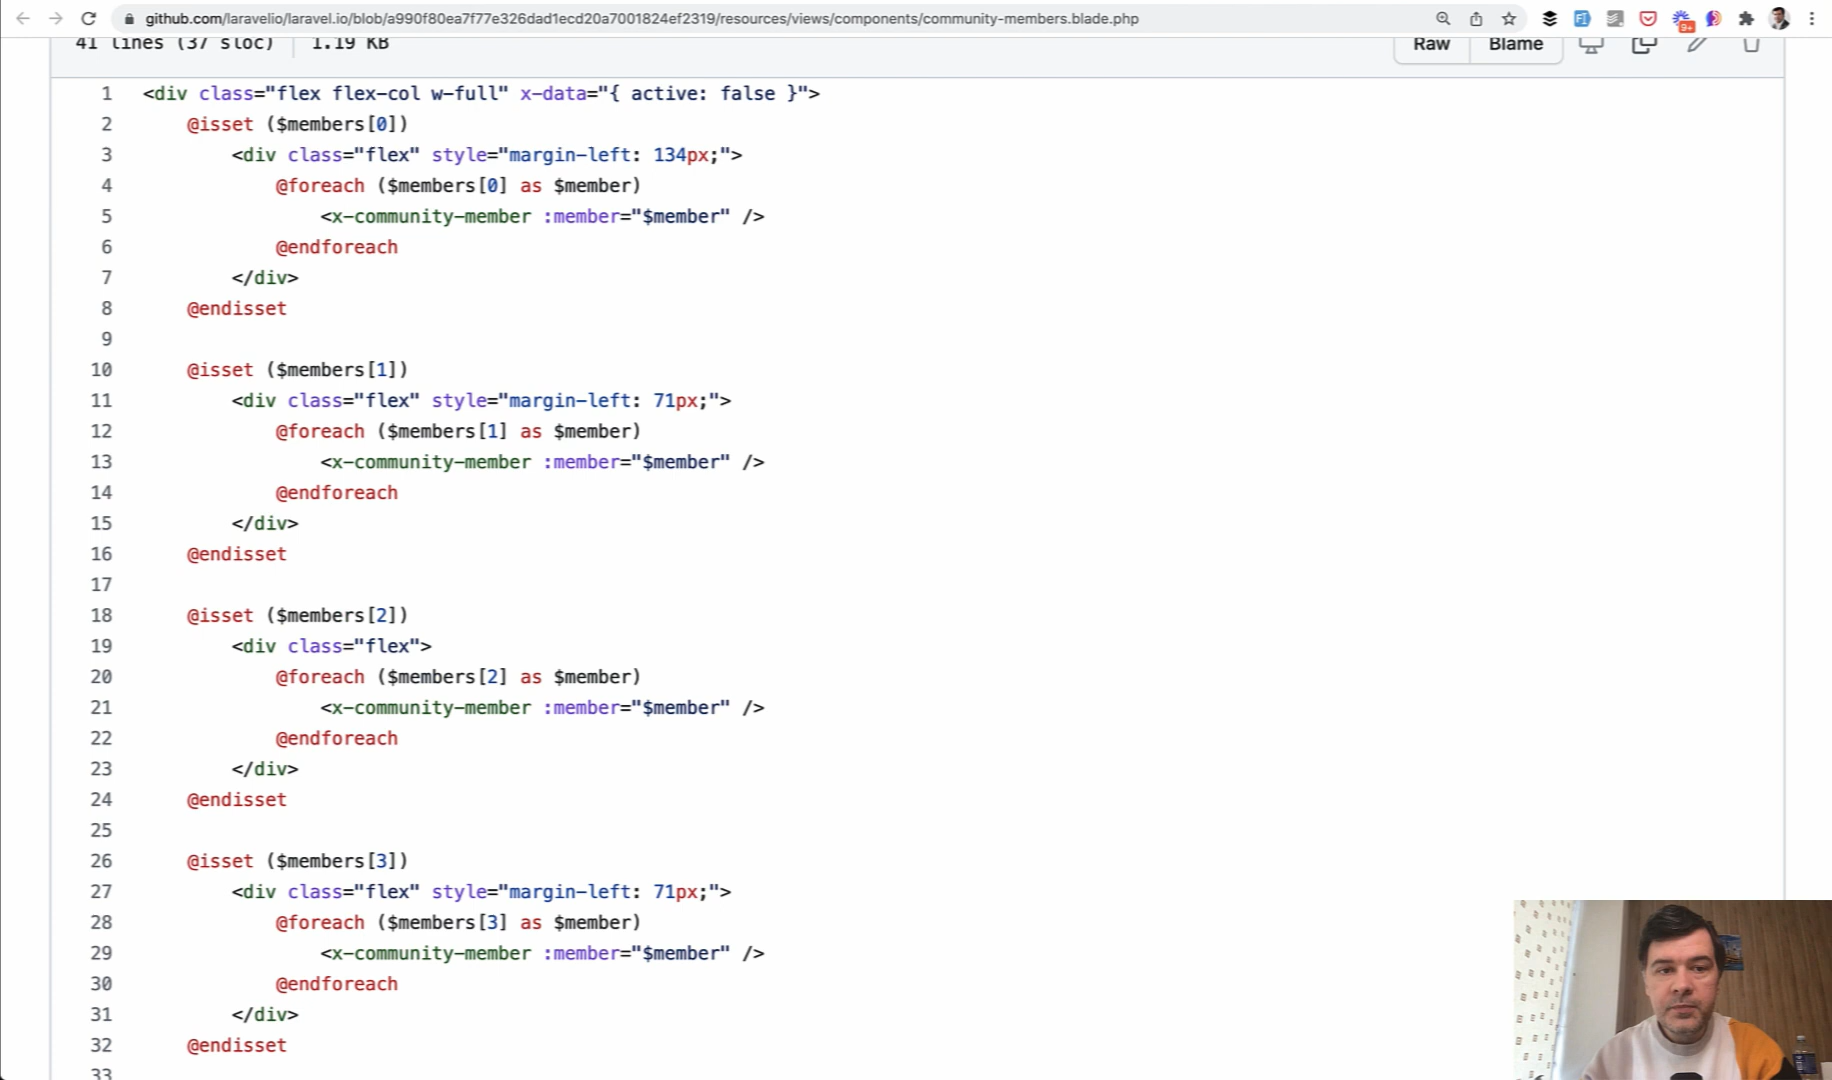 github.com/laravelio/laravel.io/blob/a990f80ea7f77e326dad1ecd20a7001824ef2319/resources/views/components/community-members.blade.php
9+
41 lines (37 sloc) 1.19 KB
Raw Blame
1 <div class="flex flex-col w-full" x-data="{ active: false }">
2 @isset ($members[0])
3 <div class="flex" style="margin-left: 134px;">
4 @foreach ($members[0] as $member)
5 <x-community-member :member="$member" />
6 @endforeach
7 </div>
8 @endisset
9
10 @isset ($members[1])
11 <div class="flex" style="margin-left: 71px;">
12 @foreach ($members[1] as $member)
13 <x-community-member :member="$member" />
14 @endforeach
15 </div>
16 @endisset
17
18 @isset ($members[2])
19 <div class="flex">
20 @foreach ($members[2] as $member)
21 <x-community-member :member="$member" />
22 @endforeach
23 </div>
24 @endisset
25
26 @isset ($members[3])
27 <div class="flex" style="margin-left: 71px;">
28 @foreach ($members[3] as $member)
29 <x-community-member :member="$member" />
30 @endforeach
31 </div>
32 @endisset
33